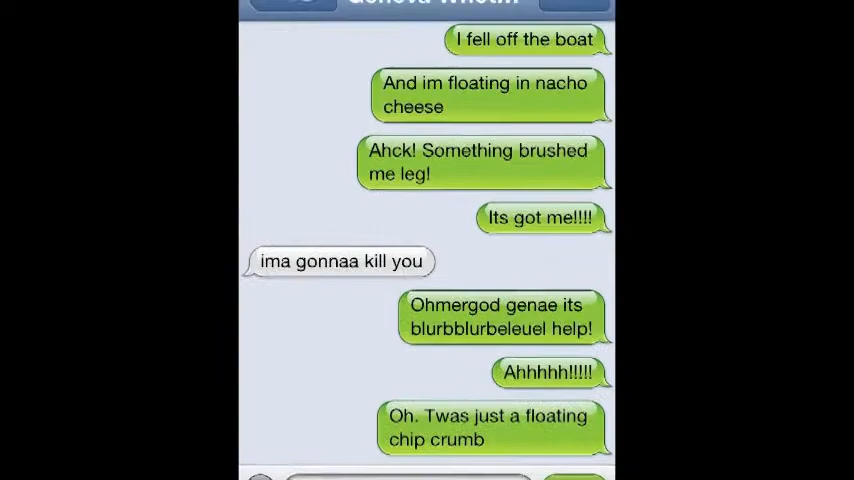 I fell off the boat
And im floating in nacho
cheese
Ahck! Something brushed
me leg!
Its got me!!!!
ima gonnaa kill you
Ohmergod genae its
blurbblurbeleuel help!
Ahhhhh!!!!!
Oh. Twas just a floating
chip crumb